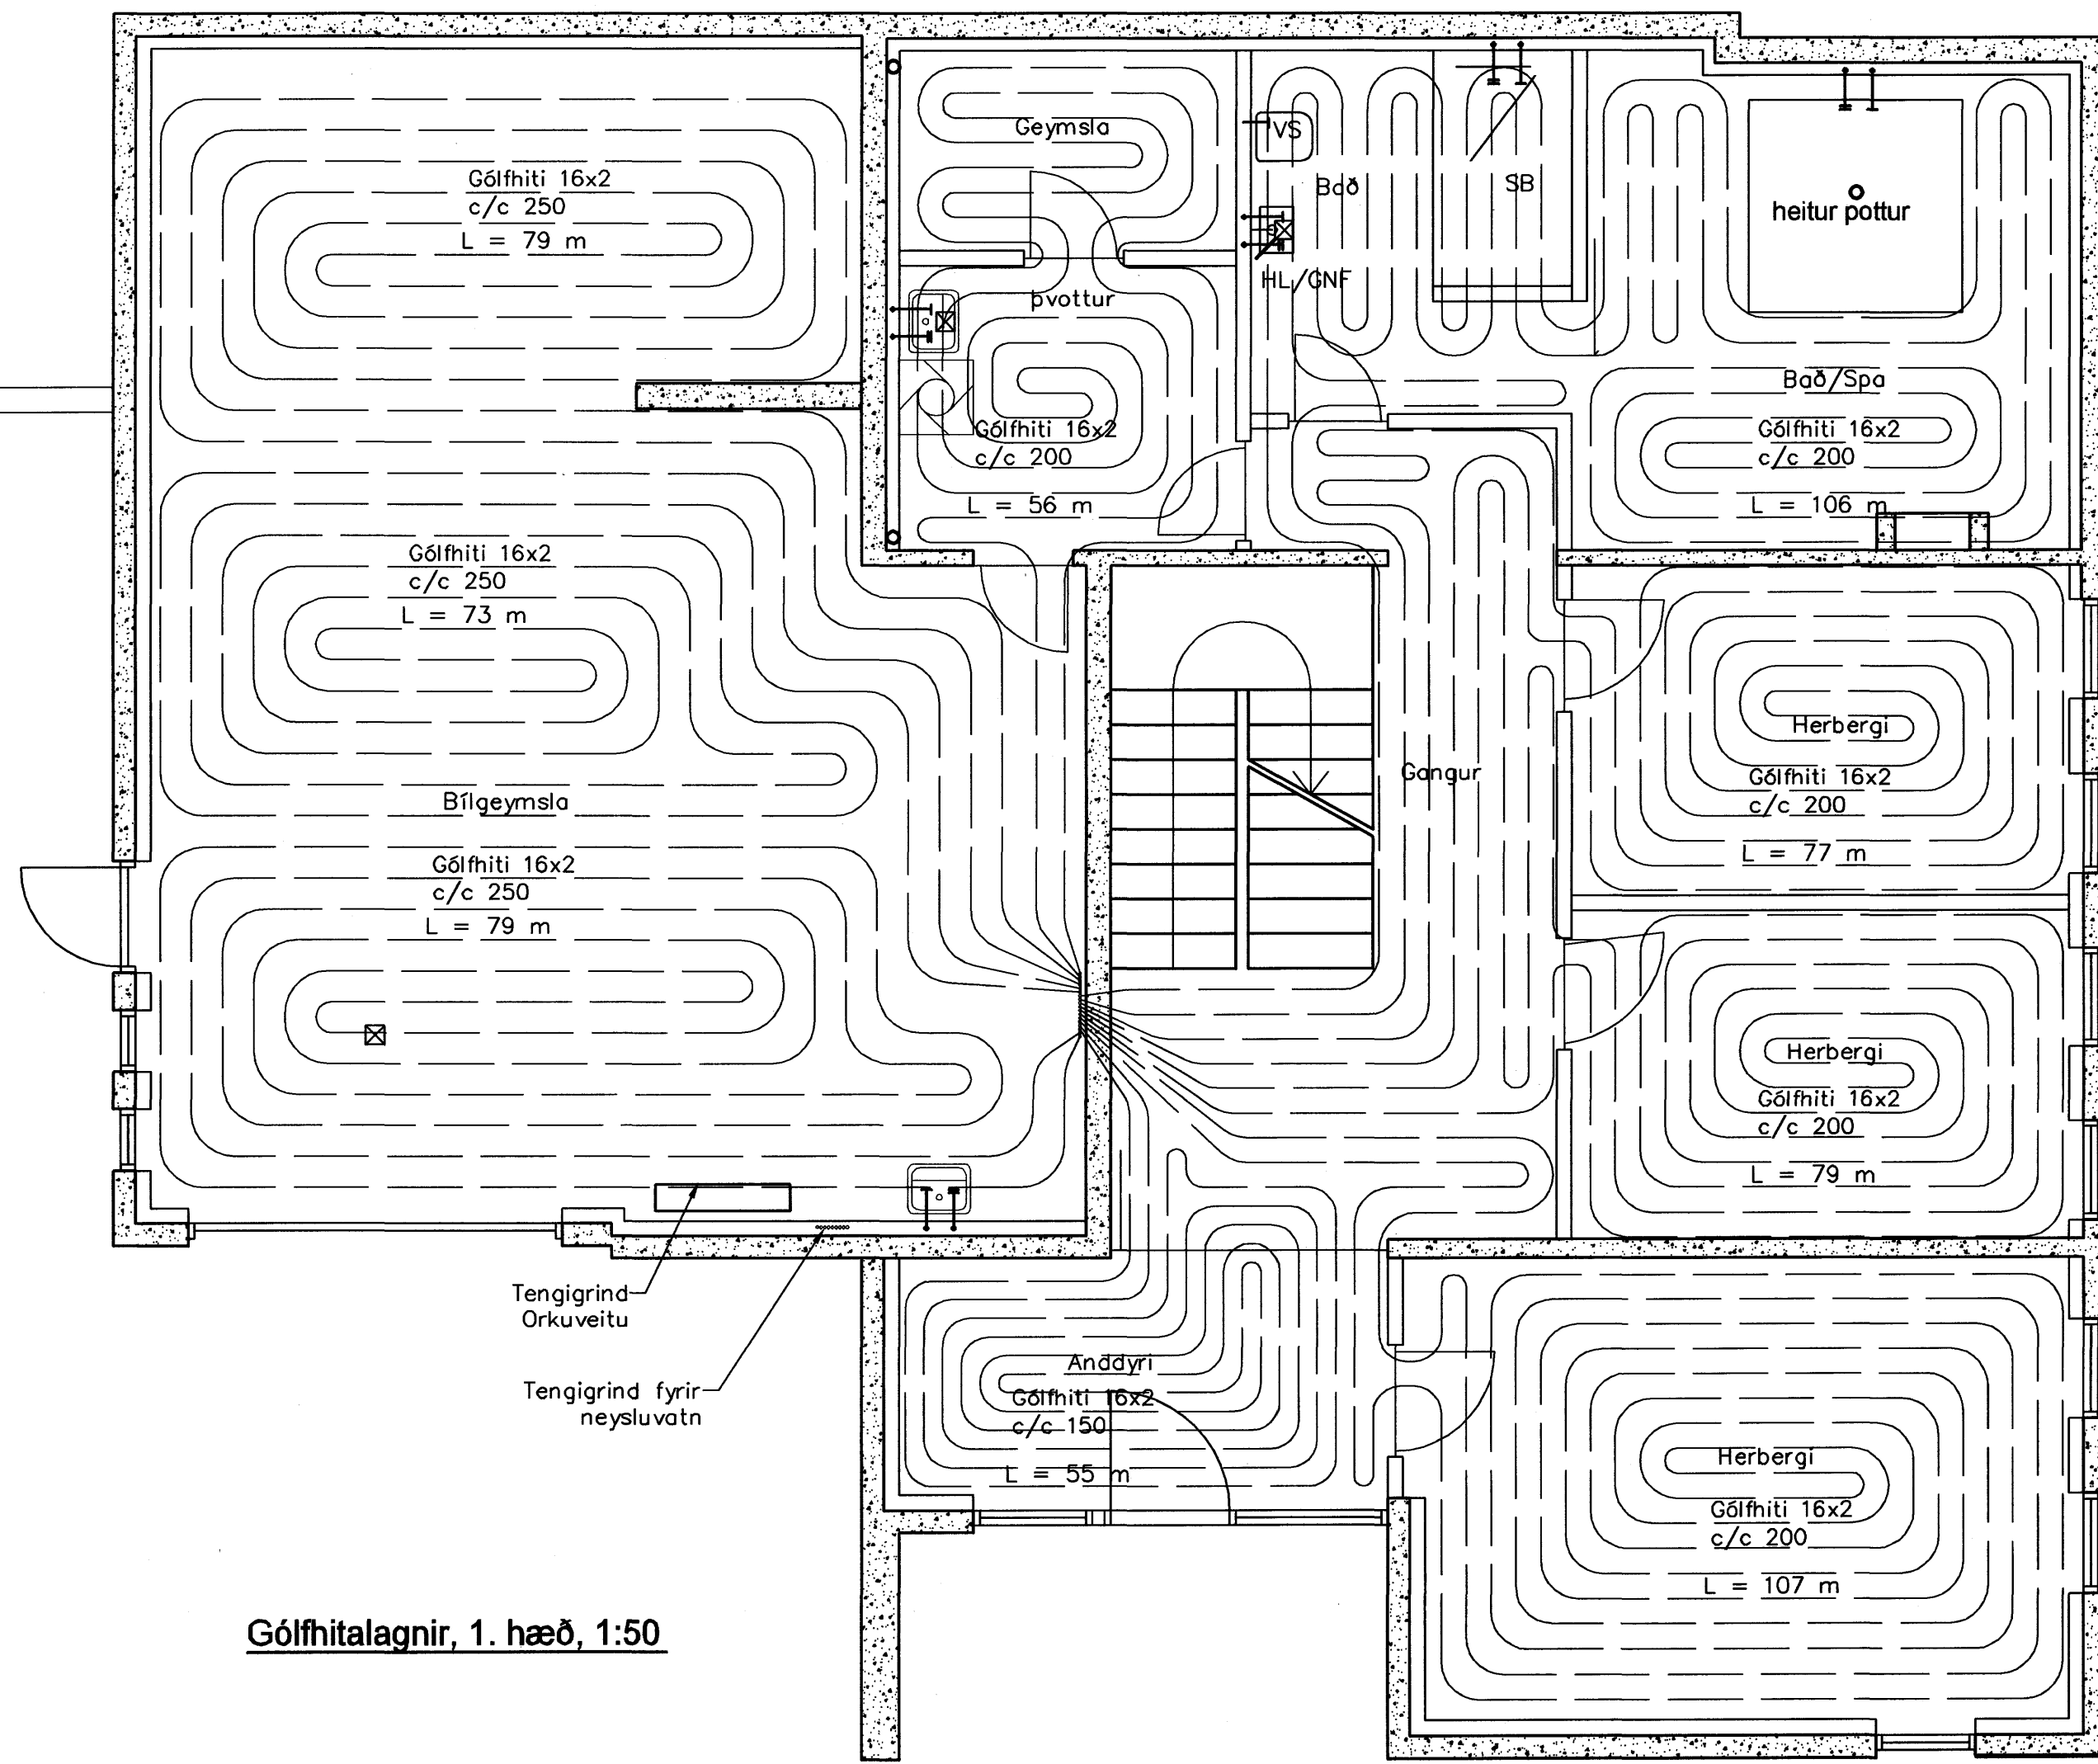 Gólfhiti 16x2
c/c 250
L = 79 m
Geymsla
VS
Bað
SB
heitur pottur
HL/GNF
Þvottur
Gólfhiti 16x2
c/c 200
L = 56 m
Bað/Spa
Gólfhiti 16x2
c/c 200
L = 106 m
Gólfhiti 16x2
c/c 250
L = 73 m
Bílgeymsla
Gangur
Herbergi
Gólfhiti 16x2
c/c 200
L = 77 m
Gólfhiti 16x2
c/c 250
L = 79 m
Herbergi
Gólfhiti 16x2
c/c 200
L = 79 m
Tengigrind
Orkuveitu
Tengigrind fyrir
neysluvatn
Anddyri
Gólfhiti 16x2
c/c 150
L = 55 m
Herbergi
Gólfhiti 16x2
c/c 200
L = 107 m
Gólfhitalagnir, 1. hæð, 1:50